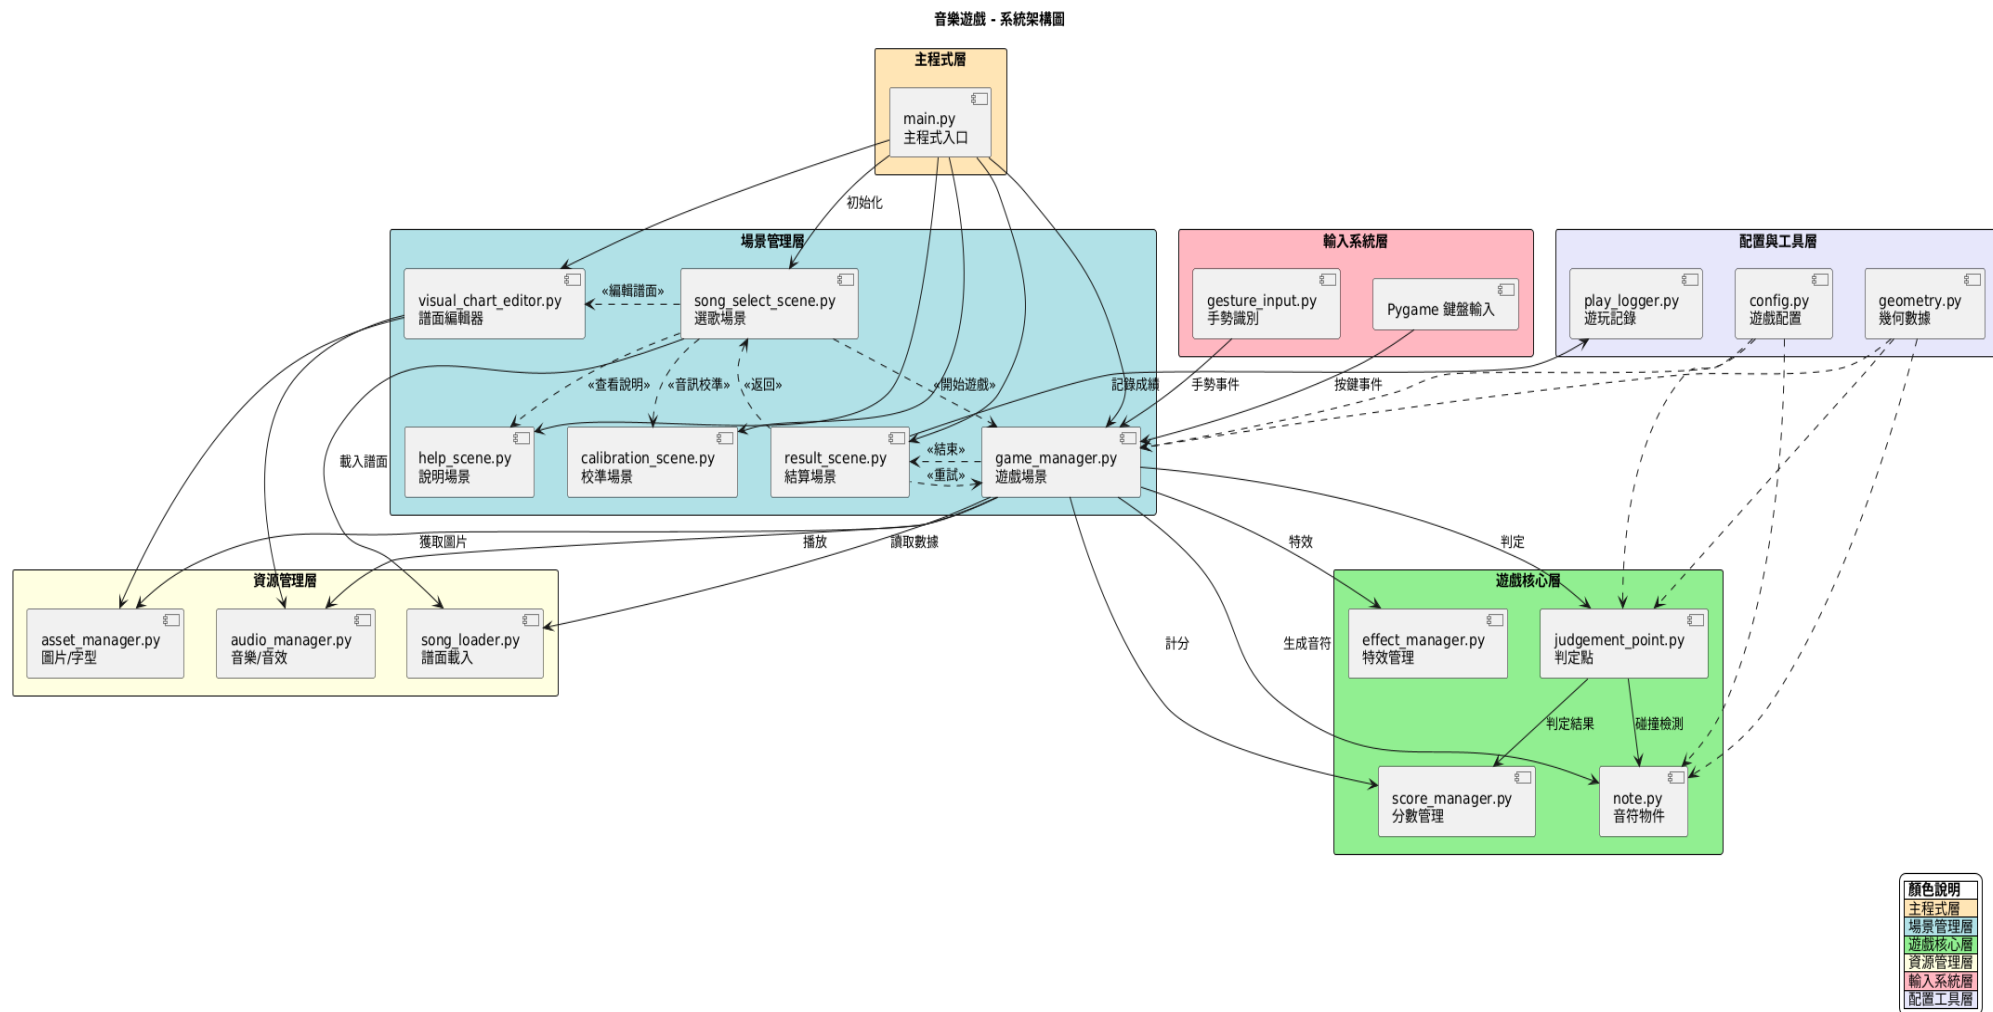 音樂遊戲 - 系統架構圖
主程式層
main.py
主程式入口
初始化
場景管理層
visual_chart_editor.py
譜面編輯器
«編輯譜面»
song_select_scene.py
選歌場景
«查看說明»
«音訊校準»
«返回»
«開始遊戲»
help_scene.py
說明場景
calibration_scene.py
校準場景
result_scene.py
結算場景
«結束»
«重試»
game_manager.py
遊戲場景
輸入系統層
gesture_input.py
手勢識別
Pygame 鍵盤輸入
配置與工具層
play_logger.py
遊玩記錄
config.py
遊戲配置
geometry.py
幾何數據
記錄成績
手勢事件
按鍵事件
載入譜面
獲取圖片
播放
讀取數據
特效
判定
資源管理層
asset_manager.py
圖片/字型
audio_manager.py
音樂/音效
song_loader.py
譜面載入
計分
生成音符
遊戲核心層
effect_manager.py
特效管理
judgement_point.py
判定點
判定結果
碰撞檢測
score_manager.py
分數管理
note.py
音符物件
顏色說明
主程式層
場景管理層
遊戲核心層
資源管理層
輸入系統層
配置工具層